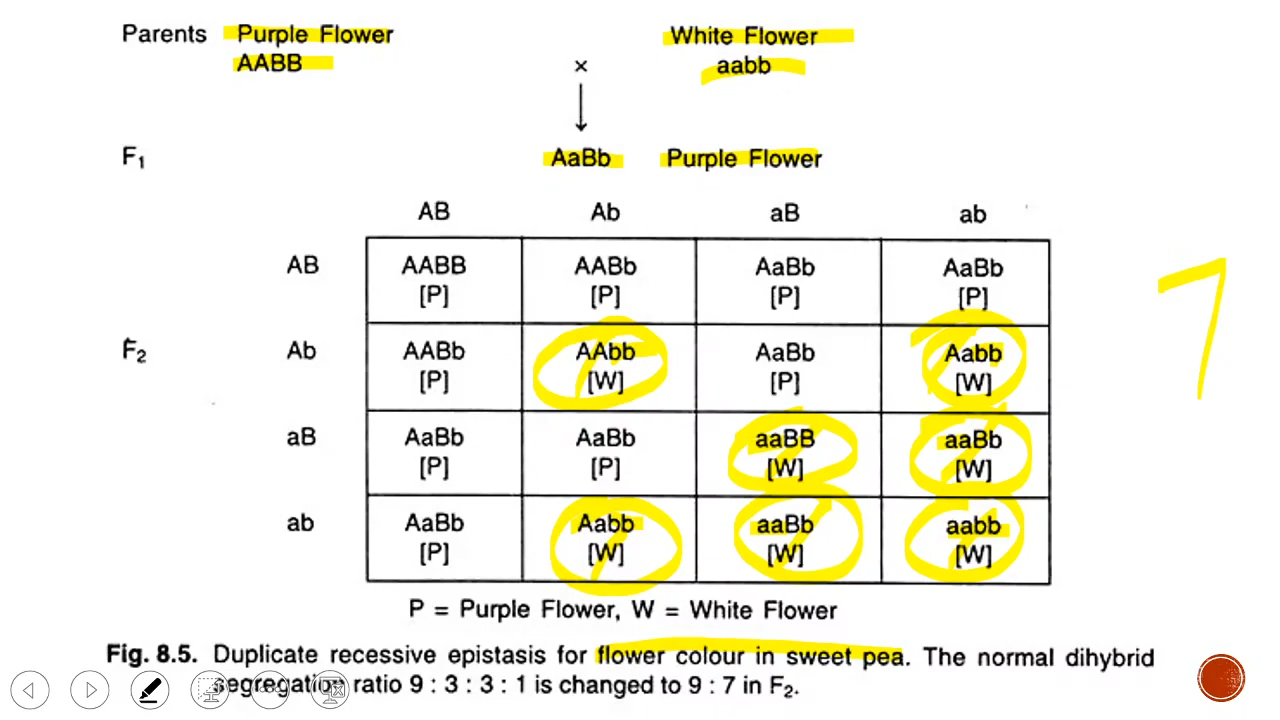 Parents Purple Flower White Flower
AABB × aabb
F₁ AaBb Purple Flower
AB Ab aB ab
AB AABB AABb AaBb AaBb
[P] [P] [P] [P]
F₂ Ab AABb AAbb AaBb Aabb
[P] [W] [P] [W]
aB AaBb AaBb aaBB aaBb
[P] [P] [W] [W]
ab AaBb Aabb aaBb aabb
[P] [W] [W] [W]
7
P = Purple Flower, W = White Flower
Fig. 8.5. Duplicate recessive epistasis for flower colour in sweet pea. The normal dihybrid
segregation ratio 9 : 3 : 3 : 1 is changed to 9 : 7 in F₂.